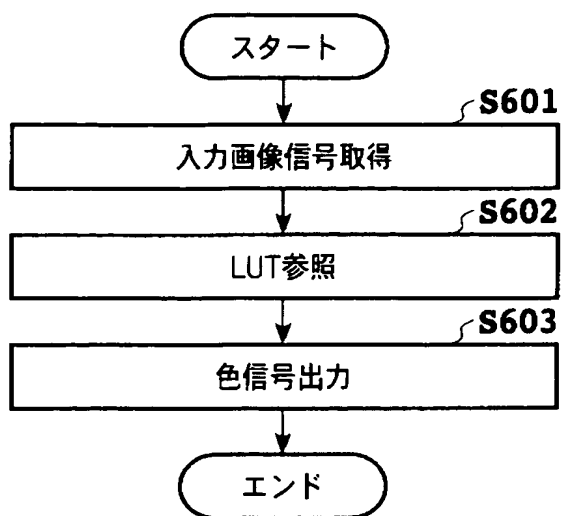 スタート
S601
入力画像信号取得
S602
LUT参照
S603
色信号出力
エンド